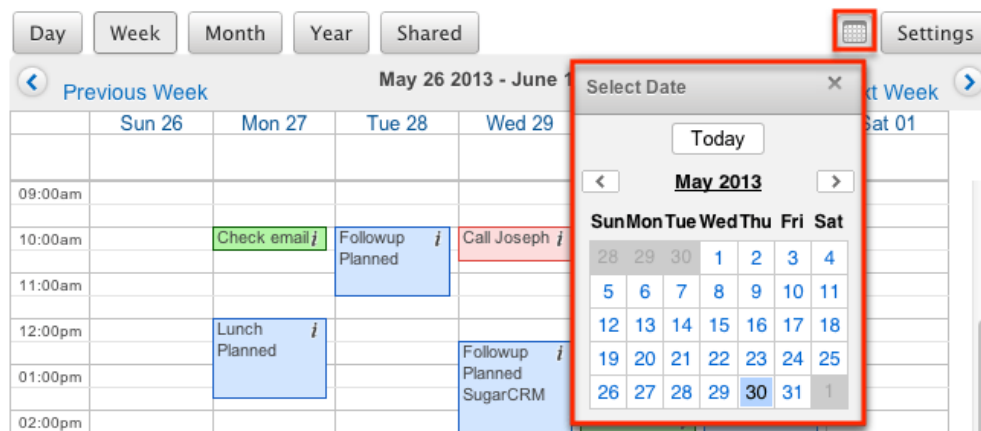 Day Week Month Year Shared Settings
Previous Week May 26 2013 - June 1 xt Week
Sun 26 Mon 27 Tue 28 Wed 29 Sat 01
Select Date ×
Today
< May 2013 >
Sun Mon Tue Wed Thu Fri Sat
28 29 30 1 2 3 4
5 6 7 8 9 10 11
12 13 14 15 16 17 18
19 20 21 22 23 24 25
26 27 28 29 30 31 1
09:00am
10:00am
Check email i
Followup i
Planned
Call Joseph i
11:00am
12:00pm
Lunch i
Planned
Followup i
Planned
SugarCRM
01:00pm
02:00pm